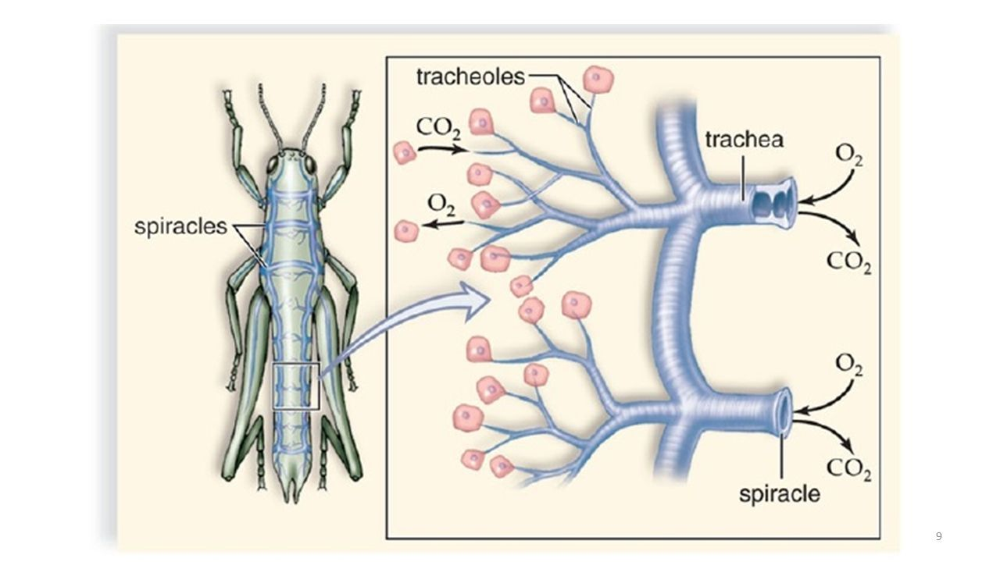 spiracles
tracheoles
CO₂
O₂
trachea
O₂
CO₂
O₂
CO₂
spiracle
9